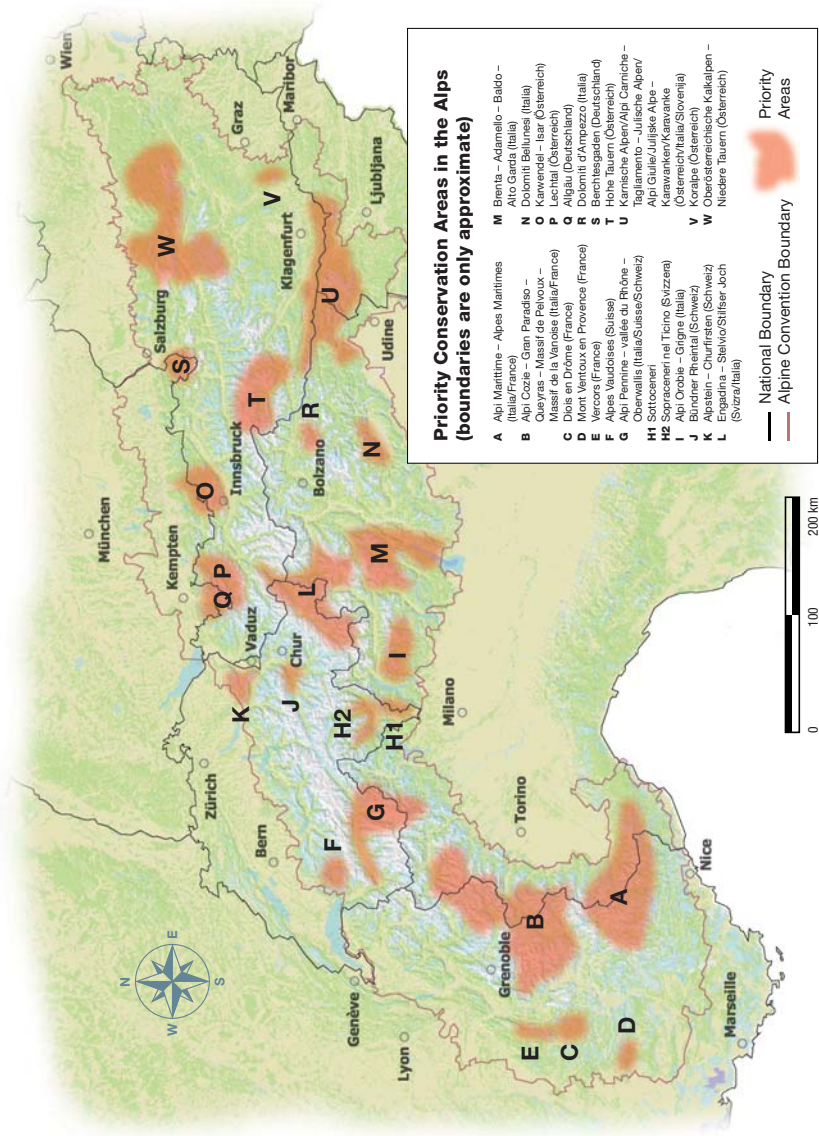 Wien
München
Salzburg
Kempten
Zürich
Innsbruck
Graz
Vaduz
Bern
Chur
Klagenfurt
Maribor
Bolzano
Ljubljana
Udine
Genève
Lyon
Milano
Grenoble
Torino
Nice
Marseille
N
E
S
W
A
B
C
D
E
F
G
H1
H2
I
J
K
L
M
N
O
P
Q
R
S
T
U
V
W
0
100
200 km
Priority Conservation Areas in the Alps
(boundaries are only approximate)
A Alpi Marittime – Alpes Maritimes
(Italia/France)
B Alpi Cozie – Gran Paradiso –
Queyras – Massif de Pelvoux –
Massif de la Vanoise (Italia/France)
C Diois en Drôme (France)
D Mont Ventoux en Provence (France)
E Vercors (France)
F Alpes Vaudoises (Suisse)
G Alpi Pennine – vallée du Rhône –
Oberwallis (Italia/Suisse/Schweiz)
H1 Sottoceneri
H2 Sopraceneri nel Ticino (Svizzera)
I Alpi Orobie – Grigne (Italia)
J Bündner Rheintal (Schweiz)
K Alpstein – Churfirsten (Schweiz)
L Engadina – Stelvio/Stilfser Joch
(Svizra/Italia)
M Brenta – Adamello – Baldo –
Alto Garda (Italia)
N Dolomiti Bellunesi (Italia)
O Karwendel – Isar (Österreich)
P Lechtal (Österreich)
Q Allgäu (Deutschland)
R Dolomiti d'Ampezzo (Italia)
S Berchtesgaden (Deutschland)
T Hohe Tauern (Österreich)
U Karnische Alpen/Alpi Carniche –
Tagliamento – Julische Alpen/
Alpi Giulie/Julijske Alpe –
Karawanken/Karavanke
(Österreich/Italia/Slovenija)
V Koralpe (Österreich)
W Oberösterreichische Kalkalpen –
Niedere Tauern (Österreich)
National Boundary
Alpine Convention Boundary
Priority
Areas